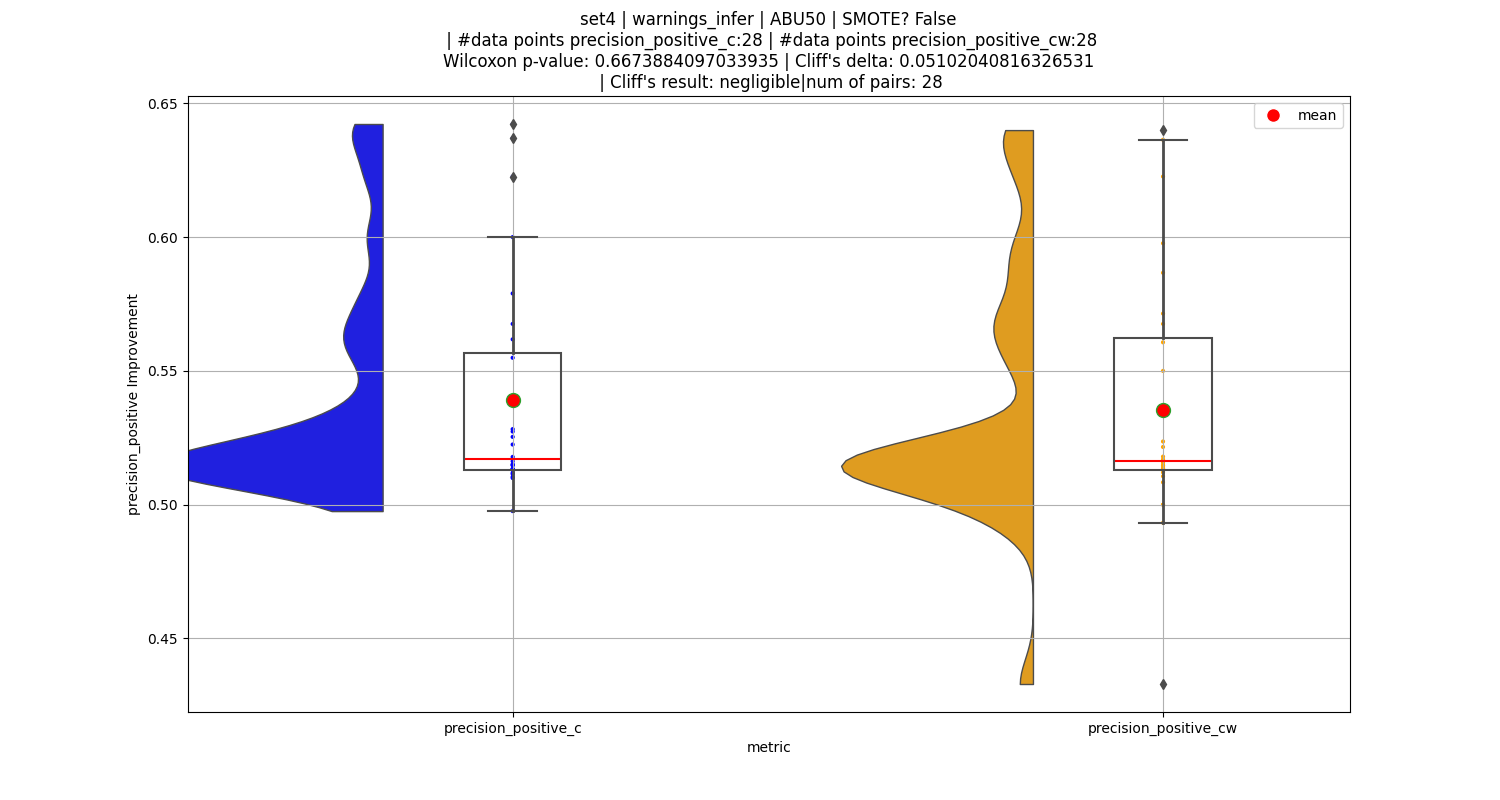 set4 | warnings_infer | ABU50 | SMOTE? False
| #data points precision_positive_c:28 | #data points precision_positive_cw:28
Wilcoxon p-value: 0.6673884097033935 | Cliff's delta: 0.05102040816326531
| Cliff's result: negligible|num of pairs: 28
mean
0.65
0.60
0.55
0.50
0.45
precision_positive Improvement
precision_positive_c
precision_positive_cw
metric